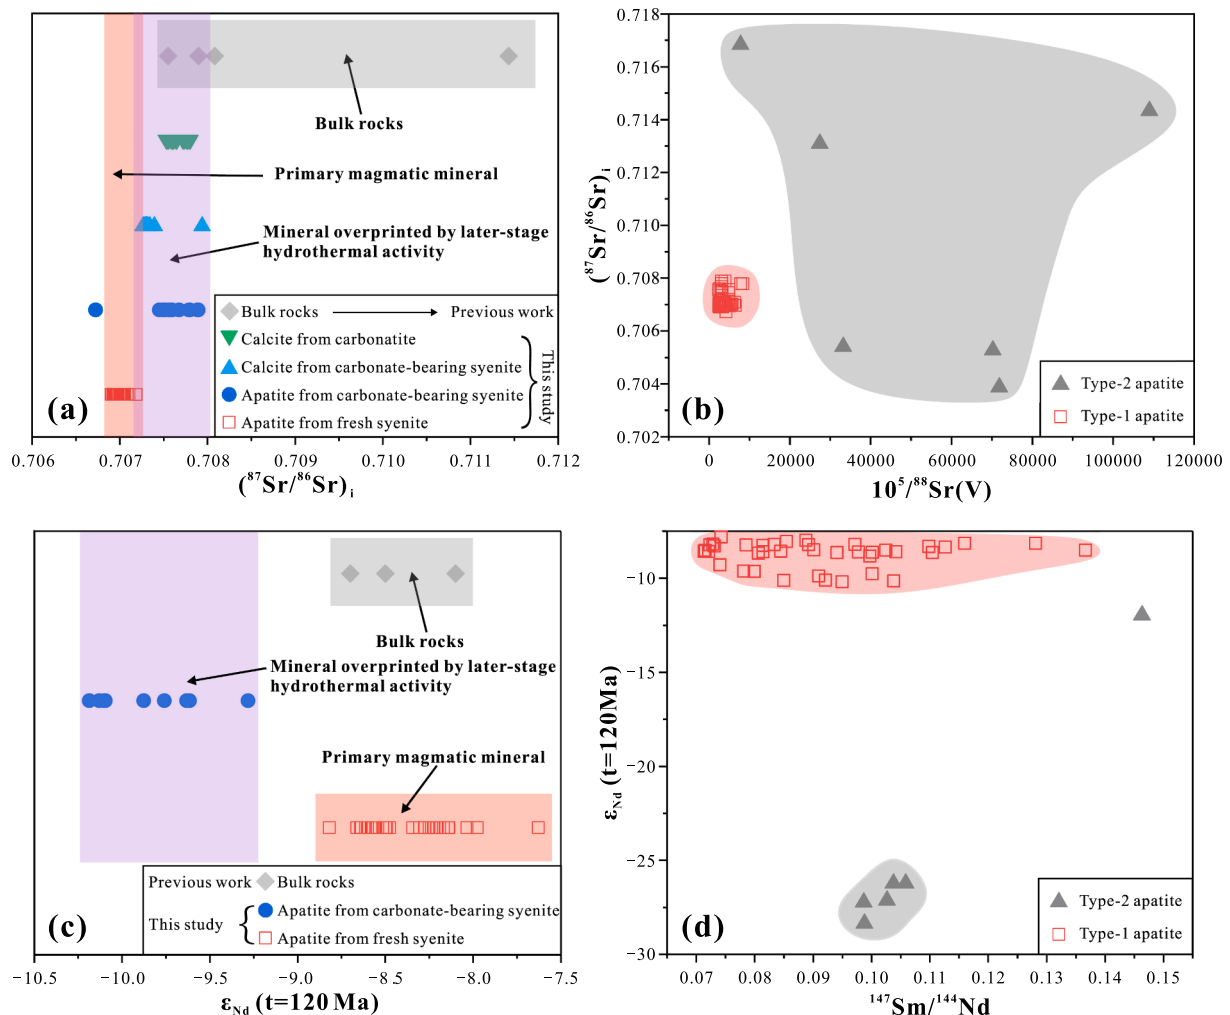 (a)
Bulk rocks
Primary magmatic mineral
Mineral overprinted by later-stage
hydrothermal activity
Bulk rocks
Previous work
Calcite from carbonatite
Calcite from carbonate-bearing syenite
Apatite from carbonate-bearing syenite
Apatite from fresh syenite
This study
0.706
0.707
0.708
0.709
0.710
0.711
0.712
(⁸⁷Sr/⁸⁶Sr)ᵢ
0.718
0.716
0.714
0.712
0.710
0.708
0.706
0.704
0.702
(⁸⁷Sr/⁸⁶Sr)ᵢ
(b)
Type-2 apatite
Type-1 apatite
0
20000
40000
60000
80000
100000
120000
10⁵/⁸⁸Sr(V)
Bulk rocks
Mineral overprinted by later-stage
hydrothermal activity
Primary magmatic mineral
(c)
Previous work
Bulk rocks
This study
Apatite from carbonate-bearing syenite
Apatite from fresh syenite
−10.5
−10.0
−9.5
−9.0
−8.5
−8.0
−7.5
εNd (t=120 Ma)
−10
−15
−20
−25
−30
εNd (t=120Ma)
(d)
Type-2 apatite
Type-1 apatite
0.07
0.08
0.09
0.10
0.11
0.12
0.13
0.14
0.15
¹⁴⁷Sm/¹⁴⁴Nd